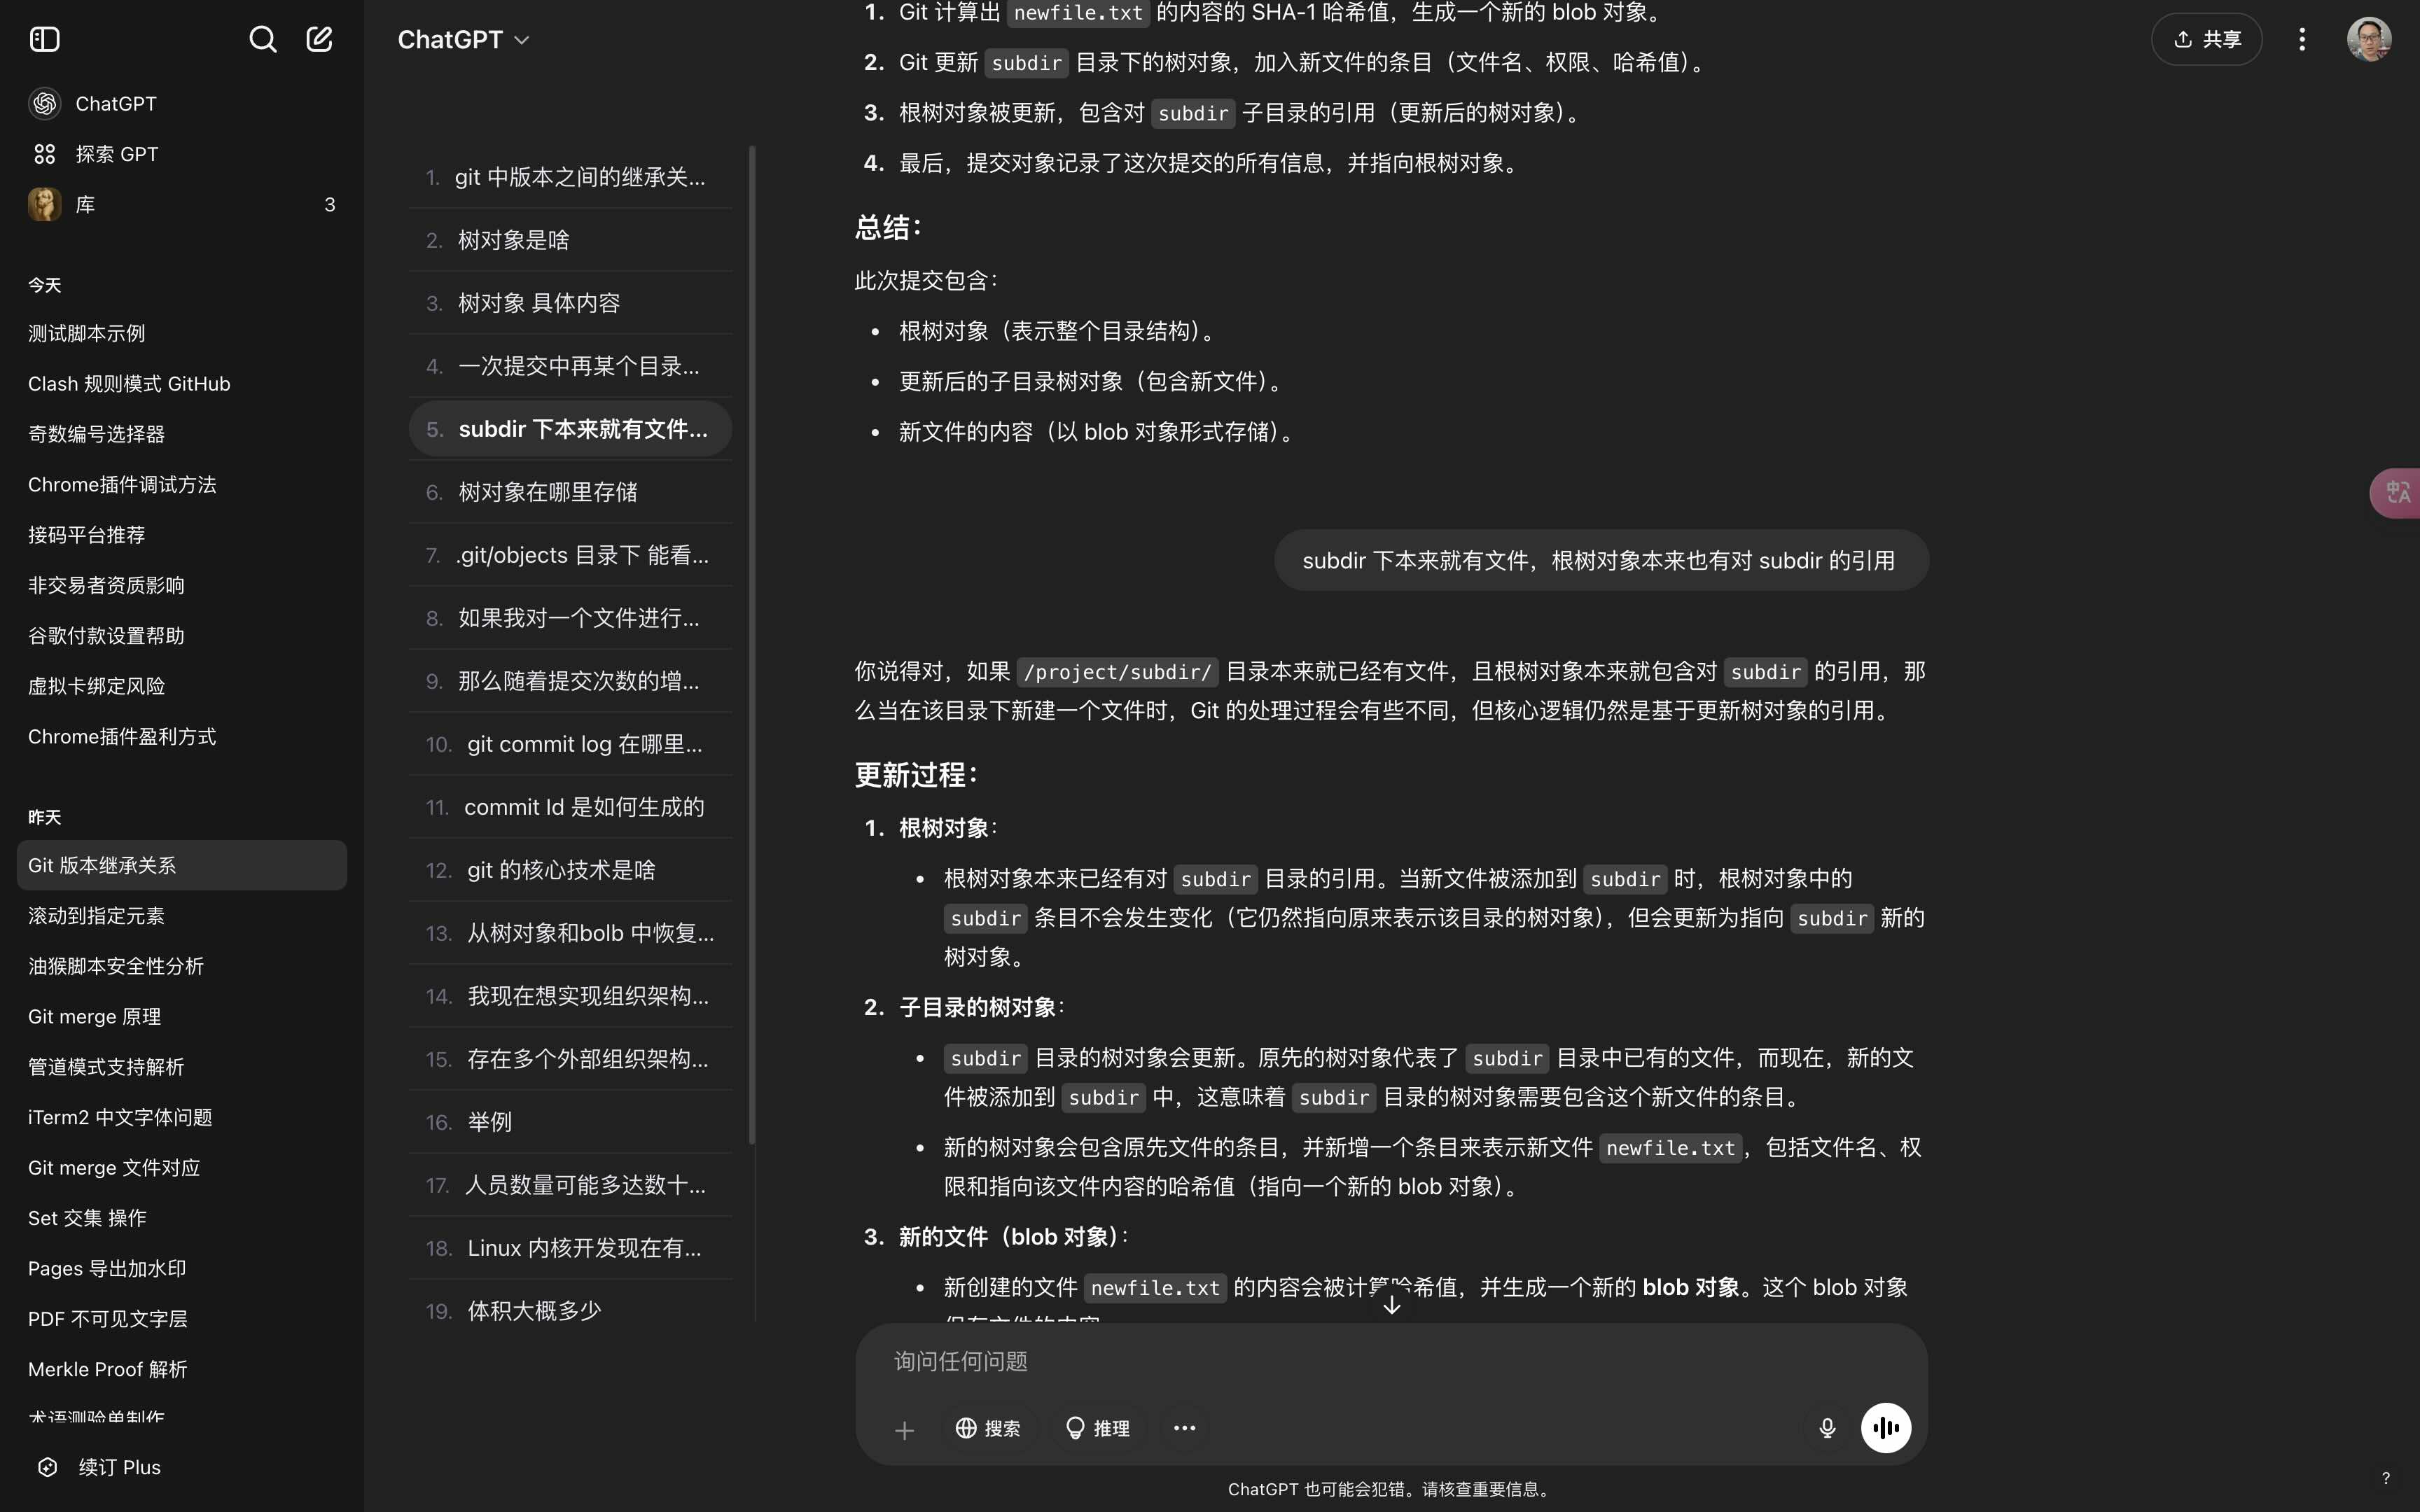 ChatGPT
探索 GPT
库
3
今天
测试脚本示例
Clash 规则模式 GitHub
奇数编号选择器
Chrome插件调试方法
接码平台推荐
非交易者资质影响
谷歌付款设置帮助
虚拟卡绑定风险
Chrome插件盈利方式
昨天
Git 版本继承关系
滚动到指定元素
油猴脚本安全性分析
Git merge 原理
管道模式支持解析
iTerm2 中文字体问题
Git merge 文件对应
Set 交集 操作
Pages 导出加水印
PDF 不可见文字层
Merkle Proof 解析
术语测验单制作
续订 Plus
ChatGPT
共享
1. git 中版本之间的继承关...
2. 树对象是啥
3. 树对象 具体内容
4. 一次提交中再某个目录...
5. subdir 下本来就有文件...
6. 树对象在哪里存储
7. .git/objects 目录下 能看...
8. 如果我对一个文件进行...
9. 那么随着提交次数的增...
10. git commit log 在哪里...
11. commit Id 是如何生成的
12. git 的核心技术是啥
13. 从树对象和bolb 中恢复...
14. 我现在想实现组织架构...
15. 存在多个外部组织架构...
16. 举例
17. 人员数量可能多达数十...
18. Linux 内核开发现在有...
19. 体积大概多少
1. Git 计算出 newfile.txt 的内容的 SHA-1 哈希值，生成一个新的 blob 对象。
2. Git 更新 subdir 目录下的树对象，加入新文件的条目（文件名、权限、哈希值）。
3. 根树对象被更新，包含对 subdir 子目录的引用（更新后的树对象）。
4. 最后，提交对象记录了这次提交的所有信息，并指向根树对象。
总结：
此次提交包含：
• 根树对象（表示整个目录结构）。
• 更新后的子目录树对象（包含新文件）。
• 新文件的内容（以 blob 对象形式存储）。
subdir 下本来就有文件，根树对象本来也有对 subdir 的引用
你说得对，如果 /project/subdir/ 目录本来就已经有文件，且根树对象本来就包含对 subdir 的引用，那
么当在该目录下新建一个文件时，Git 的处理过程会有些不同，但核心逻辑仍然是基于更新树对象的引用。
更新过程：
1. 根树对象：
• 根树对象本来已经有对 subdir 目录的引用。当新文件被添加到 subdir 时，根树对象中的
subdir 条目不会发生变化（它仍然指向原来表示该目录的树对象），但会更新为指向 subdir 新的
树对象。
2. 子目录的树对象：
• subdir 目录的树对象会更新。原先的树对象代表了 subdir 目录中已有的文件，而现在，新的文
件被添加到 subdir 中，这意味着 subdir 目录的树对象需要包含这个新文件的条目。
• 新的树对象会包含原先文件的条目，并新增一个条目来表示新文件 newfile.txt，包括文件名、权
限和指向该文件内容的哈希值（指向一个新的 blob 对象）。
3. 新的文件（blob 对象）：
• 新创建的文件 newfile.txt 的内容会被计算哈希值，并生成一个新的 blob 对象。这个 blob 对象
保存文件的内容
询问任何问题
搜索
推理
ChatGPT 也可能会犯错。请核查重要信息。
?
中A